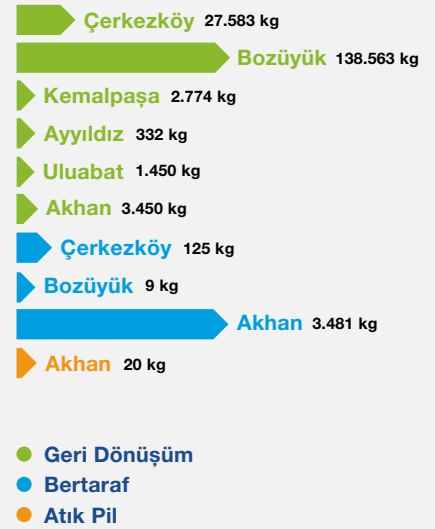 Çerkezköy 27.583 kg
Bozüyük 138.563 kg
Kemalpaşa 2.774 kg
Ayyıldız 332 kg
Uluabat 1.450 kg
Akhan 3.450 kg
Çerkezköy 125 kg
Bozüyük 9 kg
Akhan 3.481 kg
Akhan 20 kg
Geri Dönüşüm
Bertaraf
Atık Pil